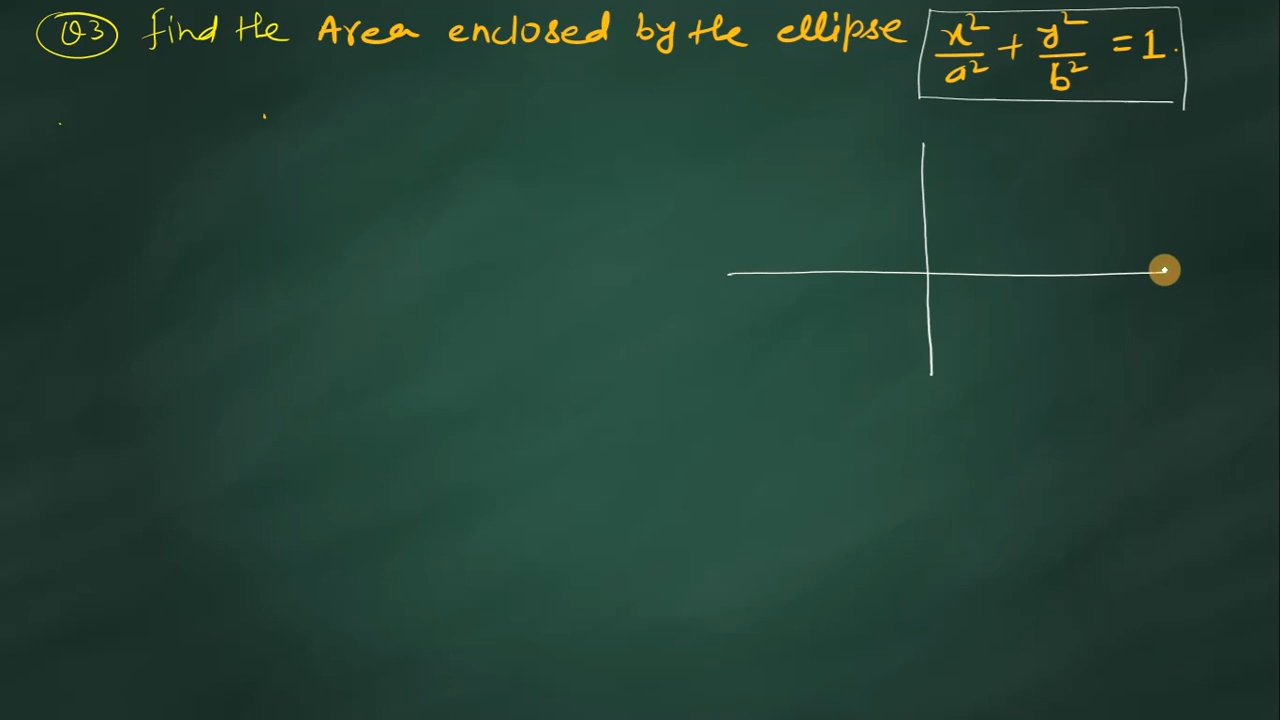 Q3 find the Area enclosed by the ellipse x²/a² + y²/b² = 1.